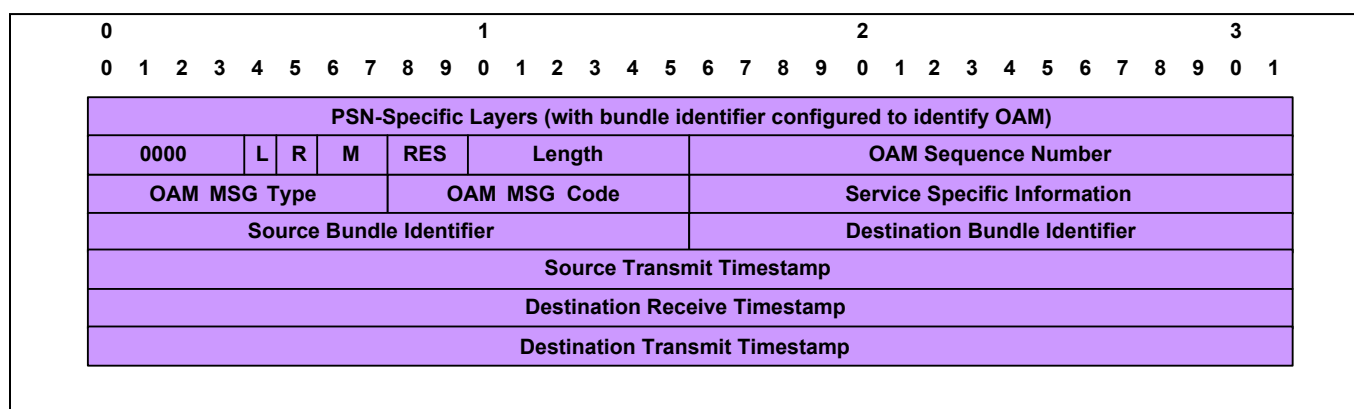 0 1 2 3
0 1 2 3 4 5 6 7 8 9 0 1 2 3 4 5 6 7 8 9 0 1 2 3 4 5 6 7 8 9 0 1
PSN-Specific Layers (with bundle identifier configured to identify OAM)
0000 L R M RES Length OAM Sequence Number
OAM MSG Type OAM MSG Code Service Specific Information
Source Bundle Identifier Destination Bundle Identifier
Source Transmit Timestamp
Destination Receive Timestamp
Destination Transmit Timestamp